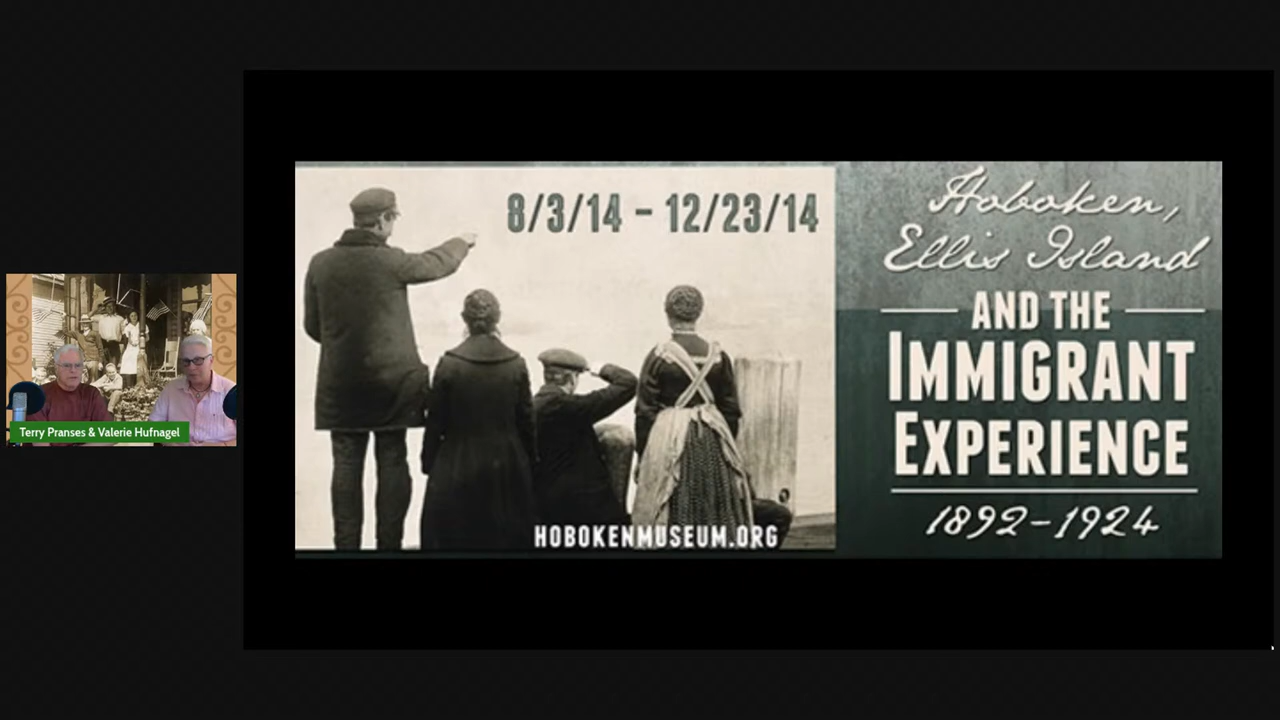 Terry Pranses & Valerie Hufnagel
8/3/14 – 12/23/14
HOBOKENMUSEUM.ORG
Hoboken,
Ellis Island
AND THE
IMMIGRANT
EXPERIENCE
1892–1924